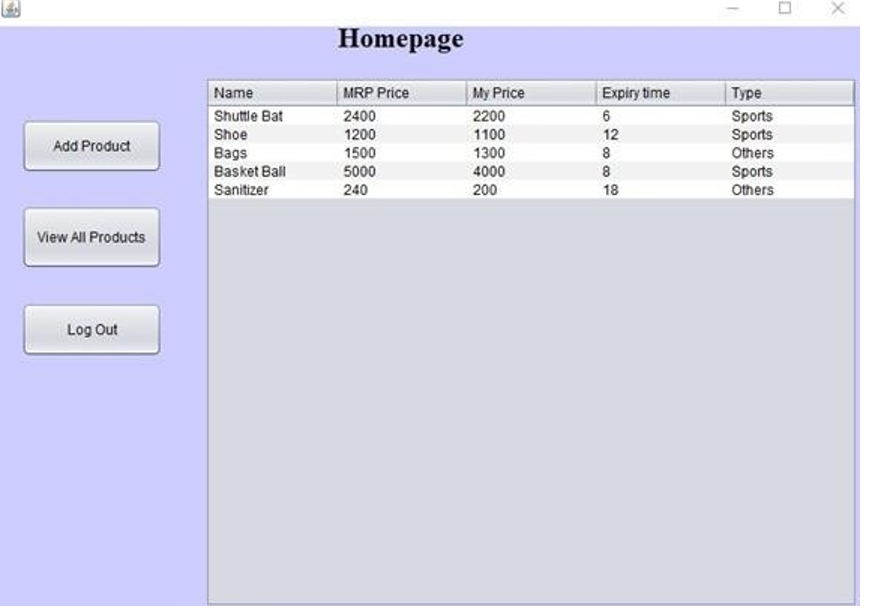 Homepage
Name MRP Price My Price Expiry time Type
Shuttle Bat 2400 2200 6 Sports
Shoe 1200 1100 12 Sports
Bags 1500 1300 8 Others
Basket Ball 5000 4000 8 Sports
Sanitizer 240 200 18 Others
Add Product
View All Products
Log Out